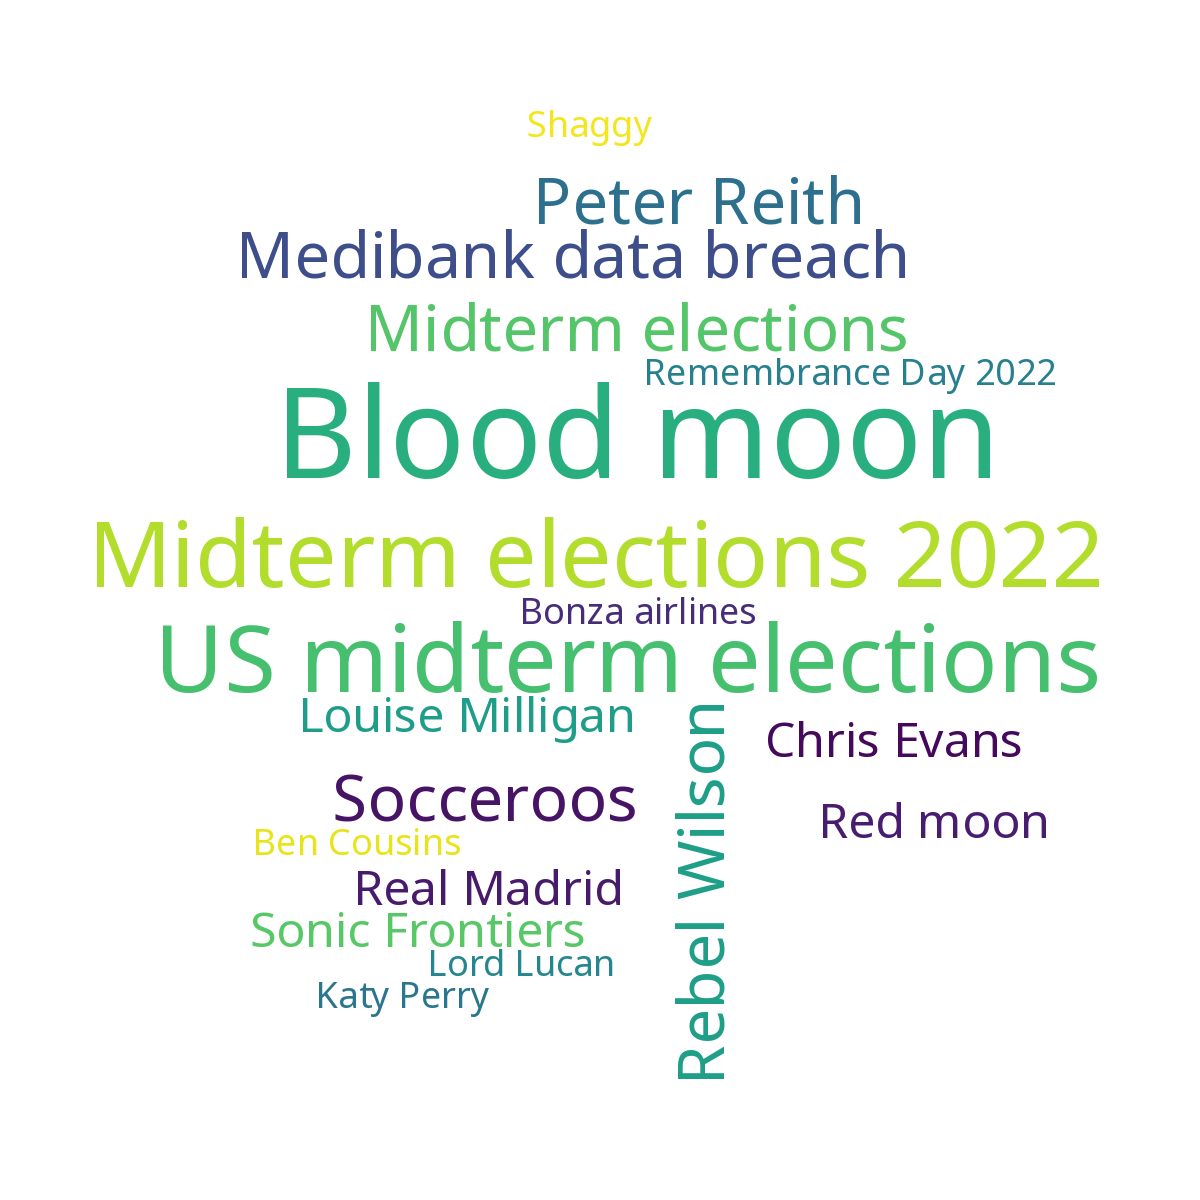 Shaggy
Peter Reith
Medibank data breach
Midterm elections
Remembrance Day 2022
Blood moon
Midterm elections 2022
Bonza airlines
US midterm elections
Louise Milligan
Chris Evans
Socceroos
Red moon
Ben Cousins
Real Madrid
Rebel Wilson
Sonic Frontiers
Lord Lucan
Katy Perry